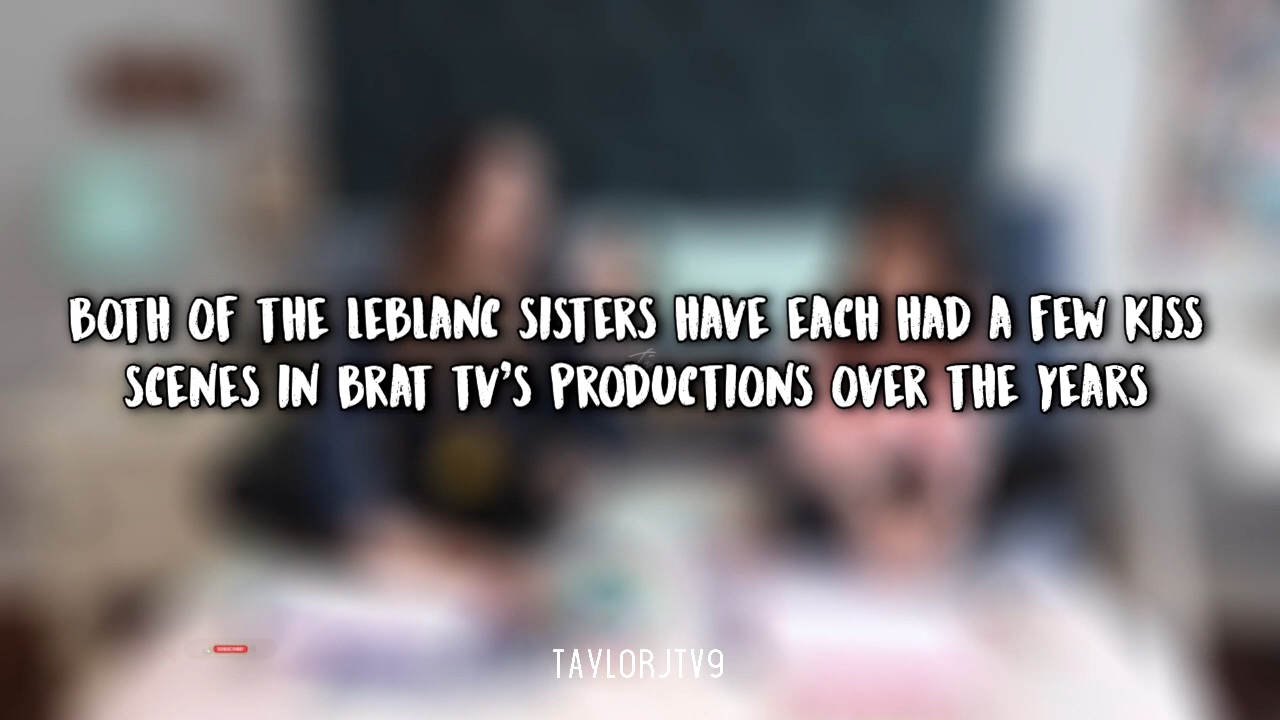 BOTH OF THE LEBLANC SISTERS HAVE EACH HAD A FEW KISS
SCENES IN BRAT TV'S PRODUCTIONS OVER THE YEARS
TAYLORJTV9